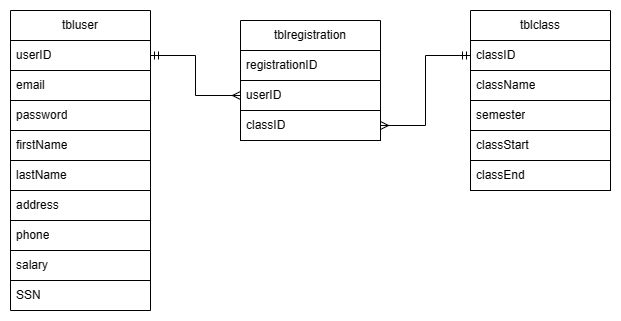 tbluser
userID
email
password
firstName
lastName
address
phone
salary
SSN
tblregistration
registrationID
userID
classID
tblclass
classID
className
semester
classStart
classEnd